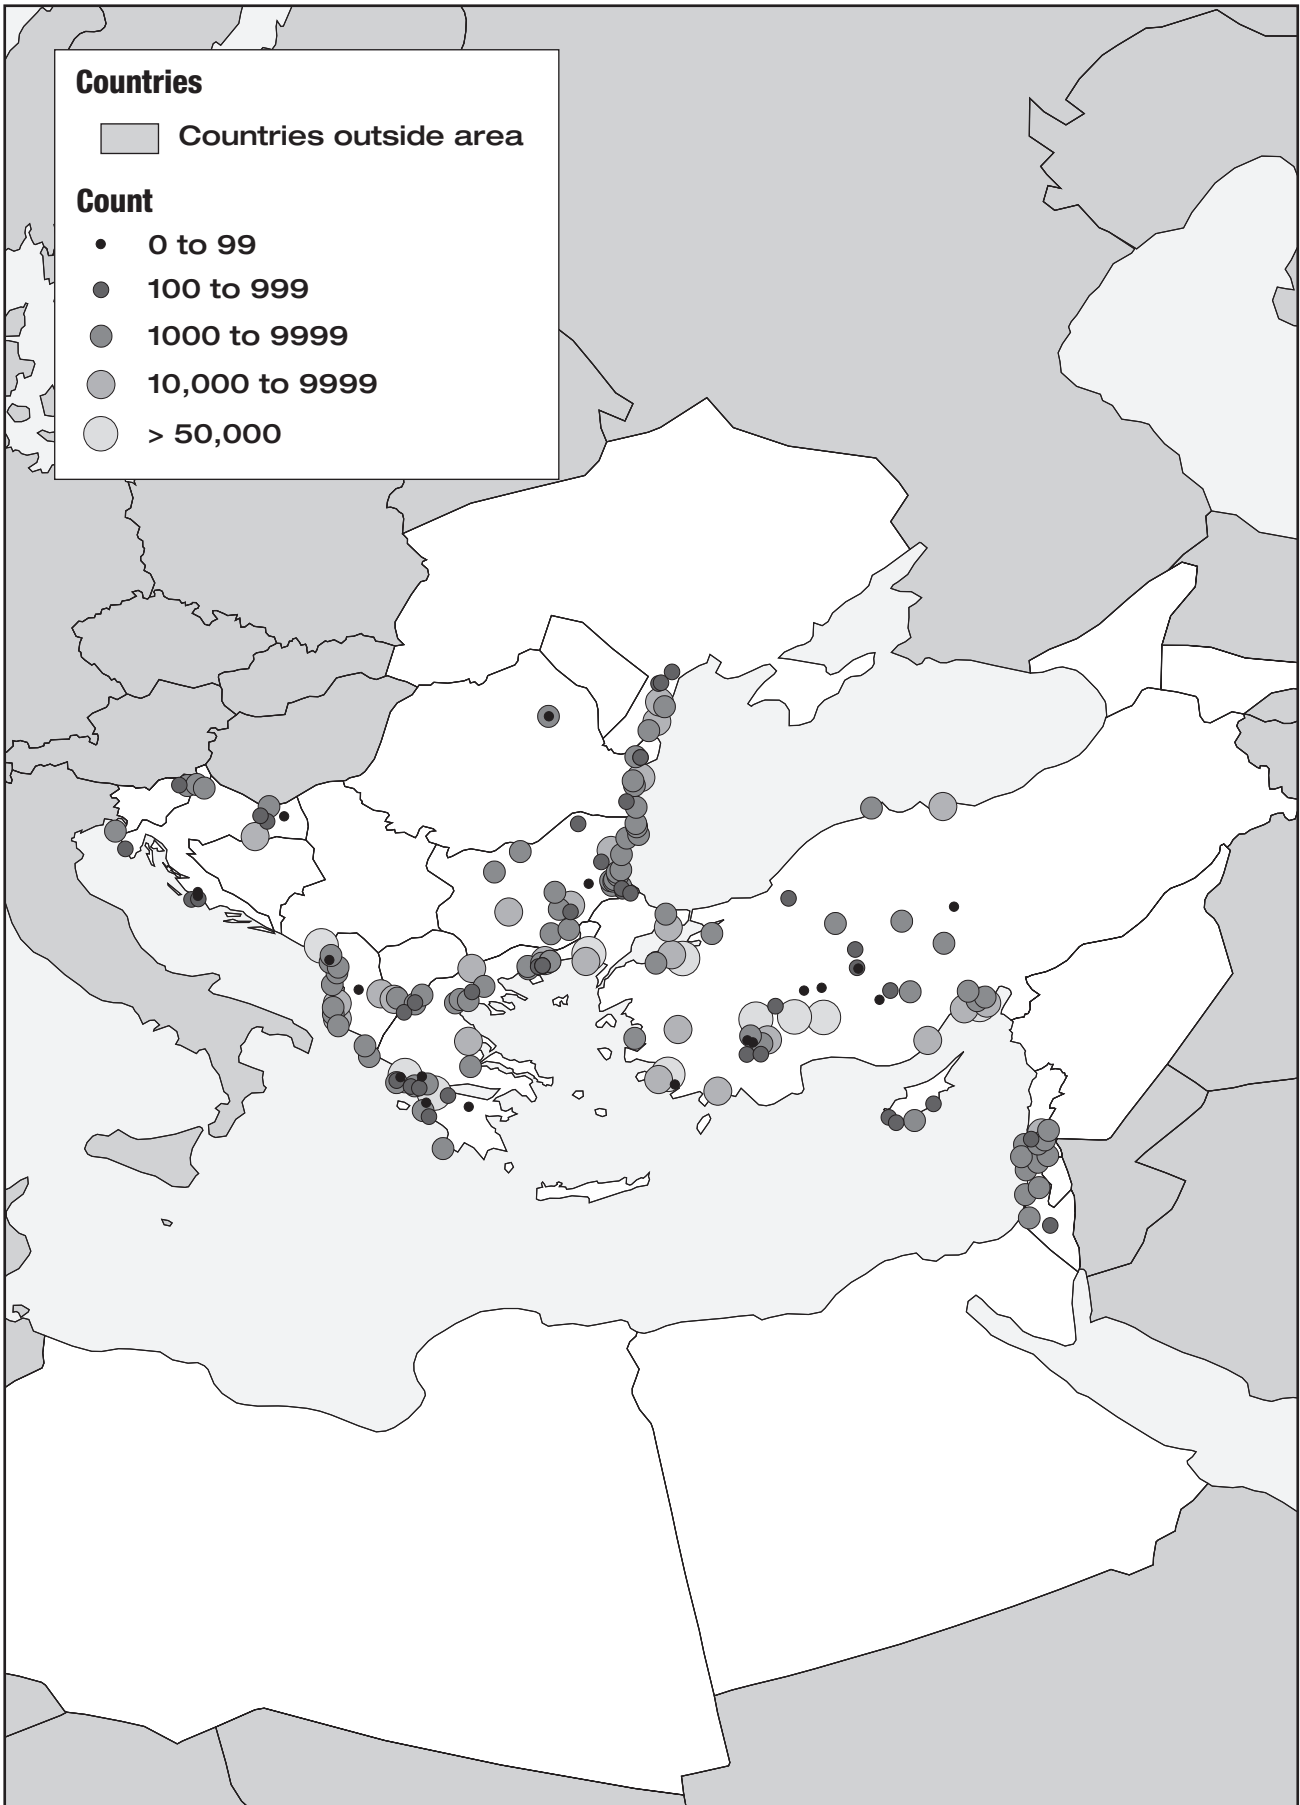 Countries
Countries outside area
Count
0 to 99
100 to 999
1000 to 9999
10,000 to 9999
> 50,000